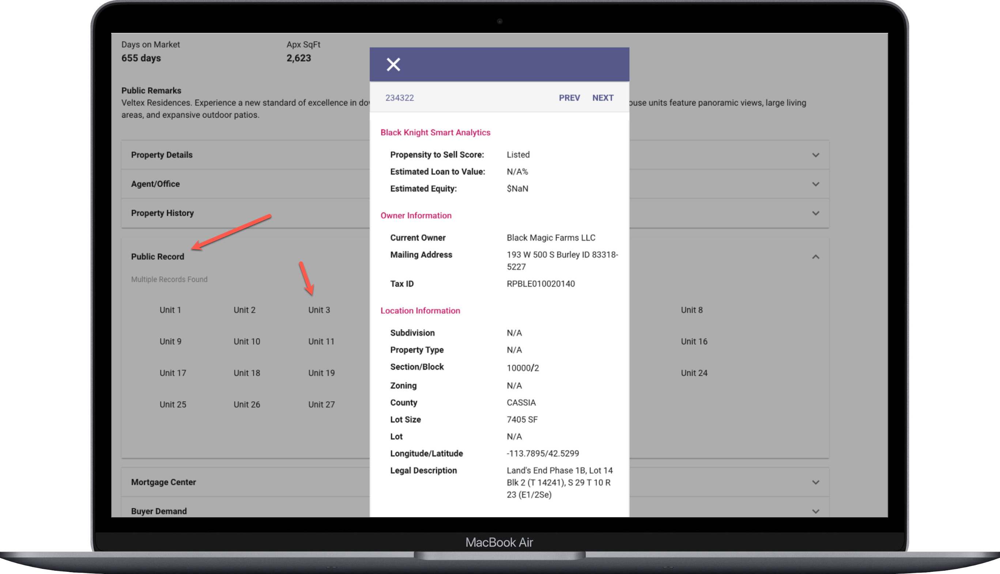 Days on Market
655 days
Apx SqFt
2,623
Public Remarks
Veltex Residences. Experience a new standard of excellence in
units feature panoramic views, large living
areas, and expansive outdoor patios.
Property Details
Agent/Office
Property History
Public Record
Multiple Records Found
Unit 1 Unit 2 Unit 3 Unit 8
Unit 9 Unit 10 Unit 11 Unit 16
Unit 17 Unit 18 Unit 19 Unit 24
Unit 25 Unit 26 Unit 27
Mortgage Center
Buyer Demand
234322 PREV NEXT
Black Knight Smart Analytics
Propensity to Sell Score: Listed
Estimated Loan to Value: N/A%
Estimated Equity: $NaN
Owner Information
Current Owner Black Magic Farms LLC
Mailing Address 193 W 500 S Burley ID 83318-
5227
Tax ID RPBLE010020140
Location Information
Subdivision N/A
Property Type N/A
Section/Block 10000/2
Zoning N/A
County CASSIA
Lot Size 7405 SF
Lot N/A
Longitude/Latitude -113.7895/42.5299
Legal Description Land's End Phase 1B, Lot 14
Blk 2 (T 14241), S 29 T 10 R
23 (E1/2Se)
MacBook Air